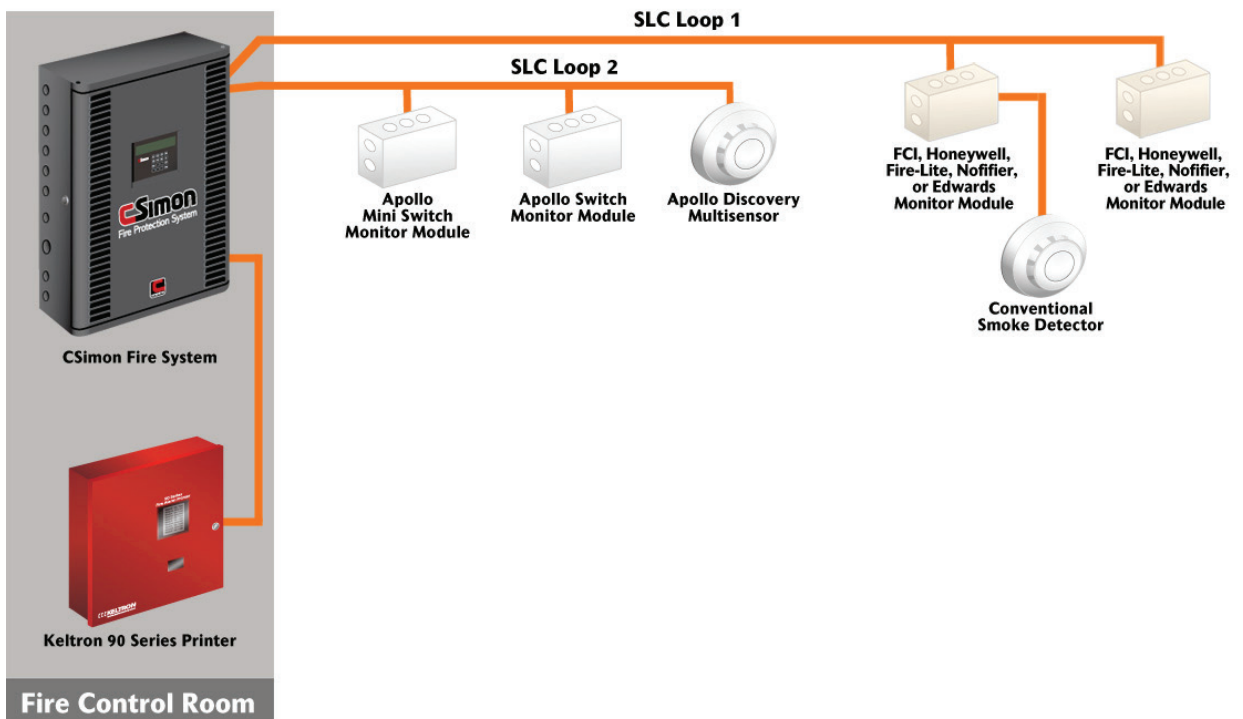 SLC Loop 1
SLC Loop 2
CSimon
Fire Protection System
CSimon Fire System
Apollo
Mini Switch
Monitor Module
Apollo Switch
Monitor Module
Apollo Discovery
Multisensor
FCI, Honeywell,
Fire-Lite, Nofifier,
or Edwards
Monitor Module
FCI, Honeywell,
Fire-Lite, Nofifier,
or Edwards
Monitor Module
Conventional
Smoke Detector
KELTRON
Keltron 90 Series Printer
Fire Control Room